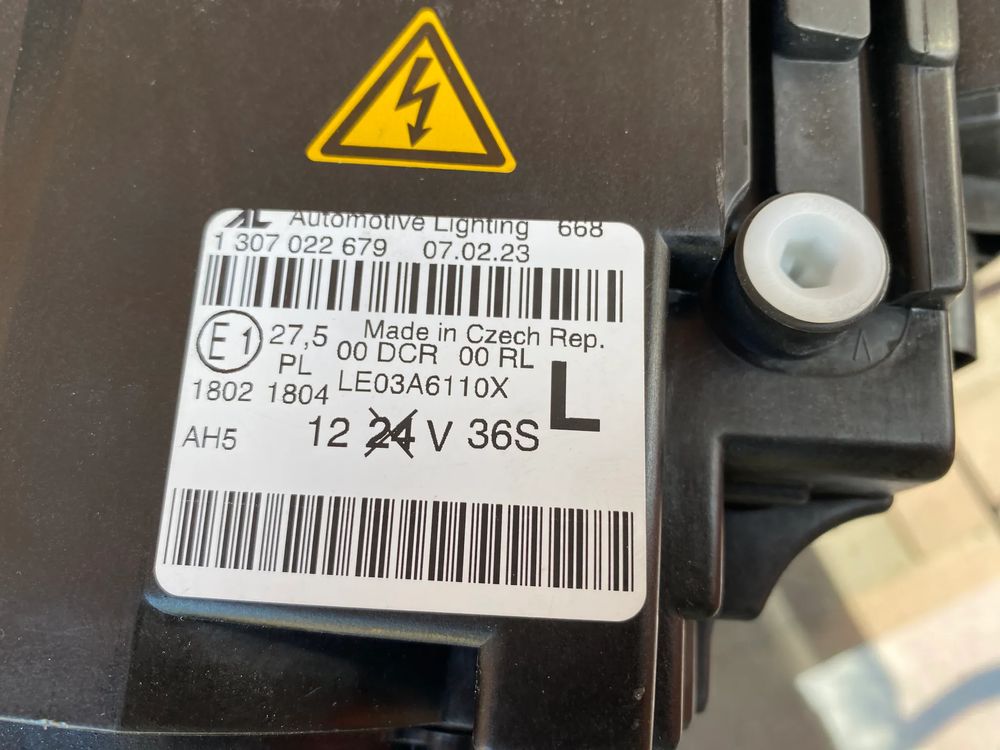 AL Automotive Lighting 668
1 307 022 679 07.02.23
E1 27,5 Made in Czech Rep.
PL 00 DCR 00 RL
1802 1804 LE03A6110X L
AH5 12 24 V 36S